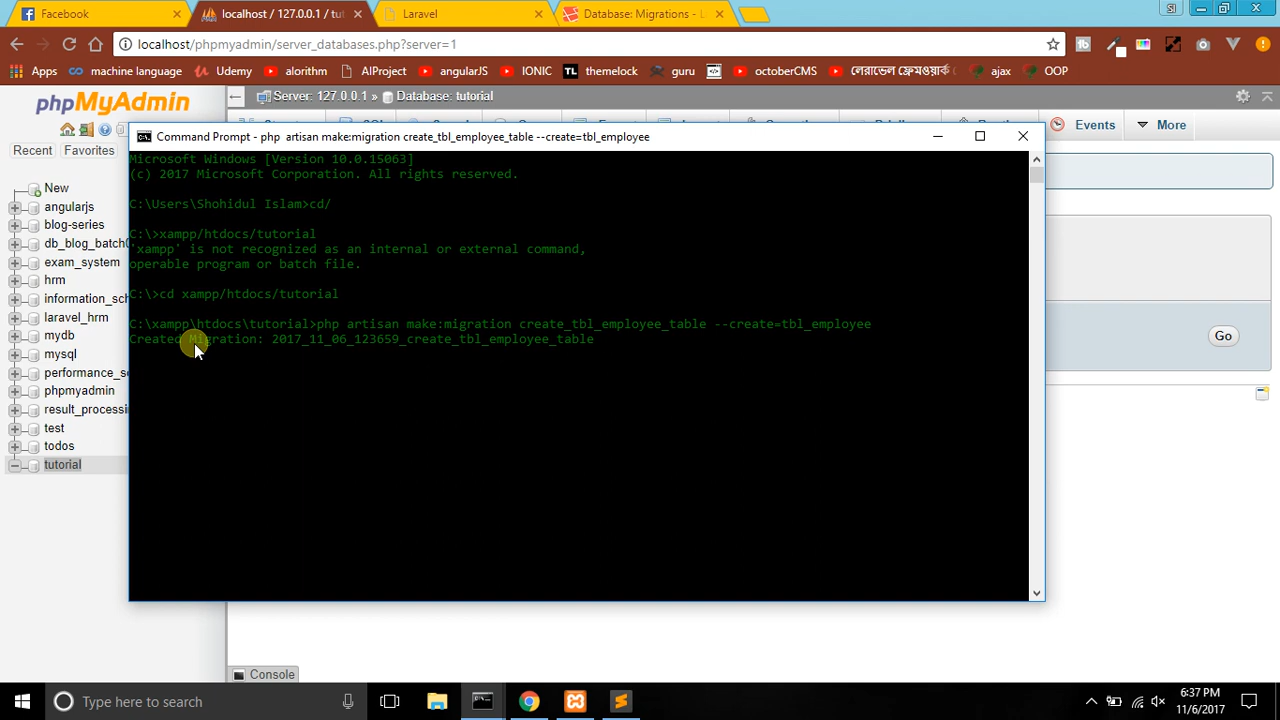 Facebook
localhost / 127.0.0.1 / tut
Laravel
Database: Migrations - L
SI
localhost/phpmyadmin/server_databases.php?server=1
Apps
machine language
Udemy
alorithm
AIProject
angularJS
IONIC
TL themelock
guru
octoberCMS
লারাভেল ফ্রেমওয়ার্ক
ajax
OOP
phpMyAdmin
Server: 127.0.0.1 » Database: tutorial
Recent
Favorites
Events
More
New
angularjs
blog-series
db_blog_batch0
exam_system
hrm
information_sch
laravel_hrm
mydb
mysql
performance_s
phpmyadmin
result_processi
test
todos
tutorial
Command Prompt - php artisan make:migration create_tbl_employee_table --create=tbl_employee
Microsoft Windows [Version 10.0.15063]
(c) 2017 Microsoft Corporation. All rights reserved.
C:\Users\Shohidul Islam>cd/
C:\>xampp/htdocs/tutorial
'xampp' is not recognized as an internal or external command,
operable program or batch file.
C:\>cd xampp/htdocs/tutorial
C:\xampp\htdocs\tutorial>php artisan make:migration create_tbl_employee_table --create=tbl_employee
Created Migration: 2017_11_06_123659_create_tbl_employee_table
Go
Console
Type here to search
6:37 PM
11/6/2017